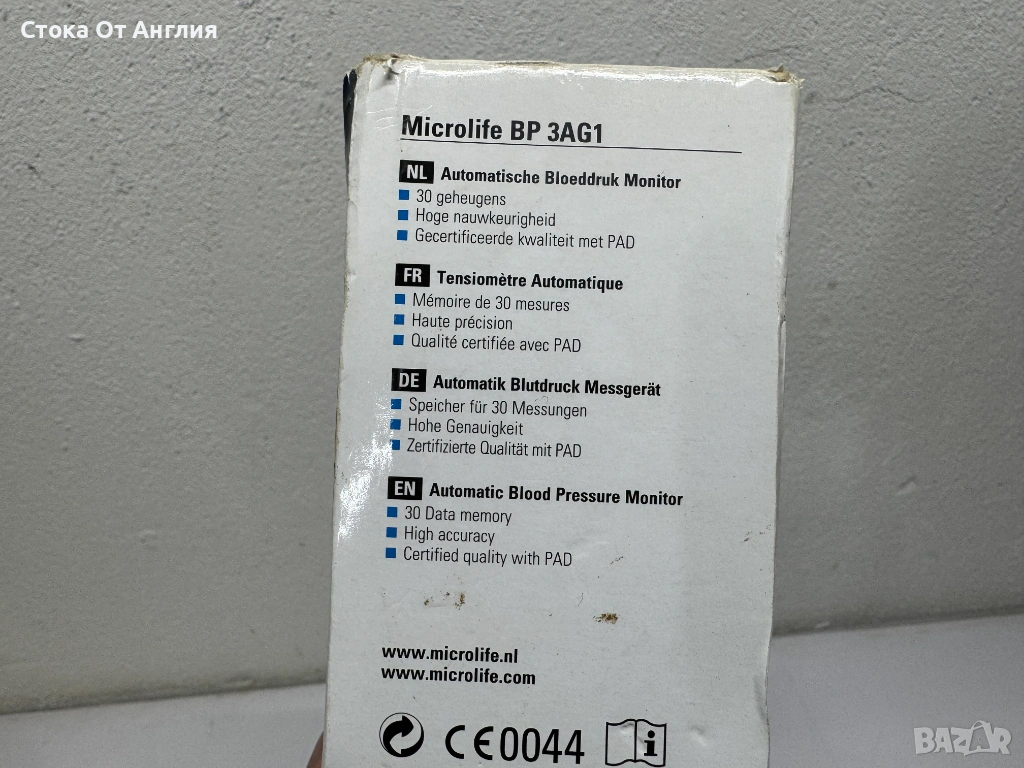 Стока От Англия
Microlife BP 3AG1
NL Automatische Bloeddruk Monitor
30 geheugens
Hoge nauwkeurigheid
Gecertificeerde kwaliteit met PAD
FR Tensiomètre Automatique
Mémoire de 30 mesures
Haute précision
Qualité certifiée avec PAD
DE Automatik Blutdruck Messgerät
Speicher für 30 Messungen
Hohe Genauigkeit
Zertifizierte Qualität mit PAD
EN Automatic Blood Pressure Monitor
30 Data memory
High accuracy
Certified quality with PAD
www.microlife.nl
www.microlife.com
CE0044 i
BAZAR